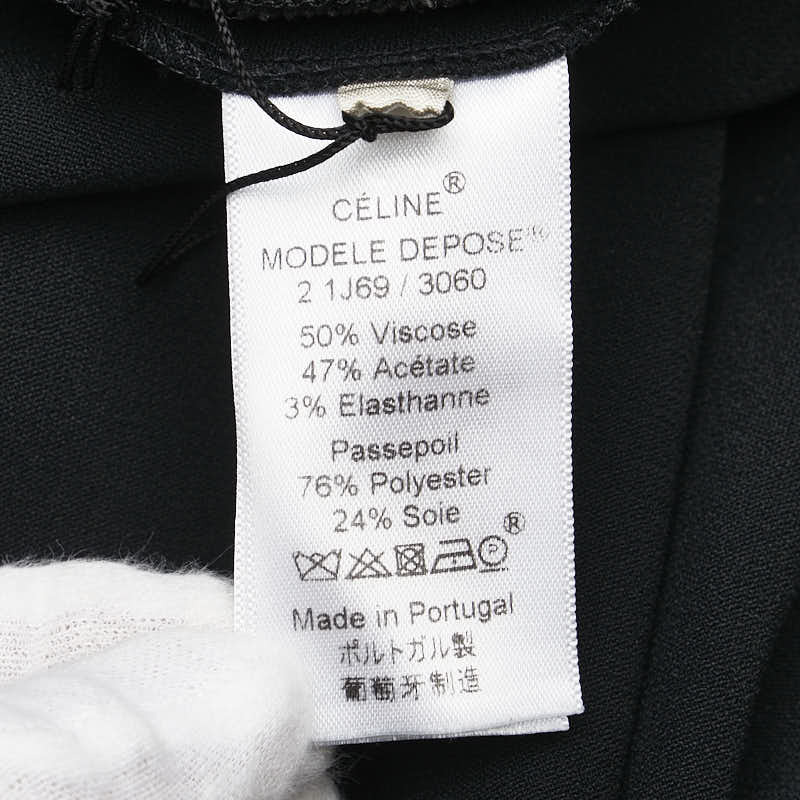 CÉLINE®
MODELE DEPOSE
2 1J69 / 3060
50% Viscose
47% Acétate
3% Elasthanne
Passepoil
76% Polyester
24% Soie
P ®
Made in Portugal
ポルトガル製
葡萄牙制造